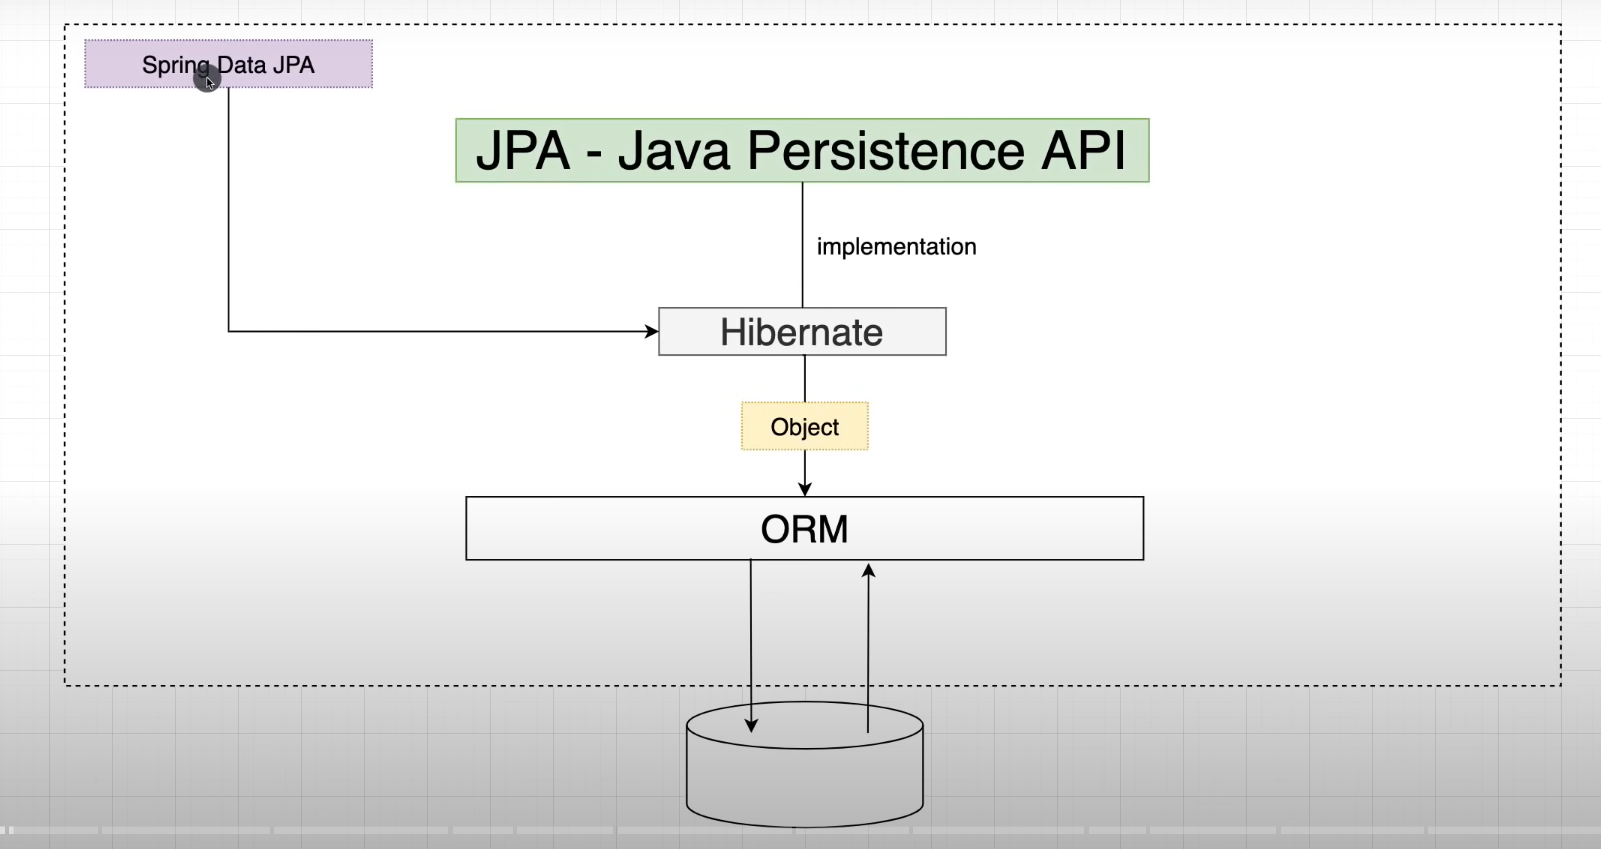 Spring Data JPA
JPA - Java Persistence API
implementation
Hibernate
Object
ORM